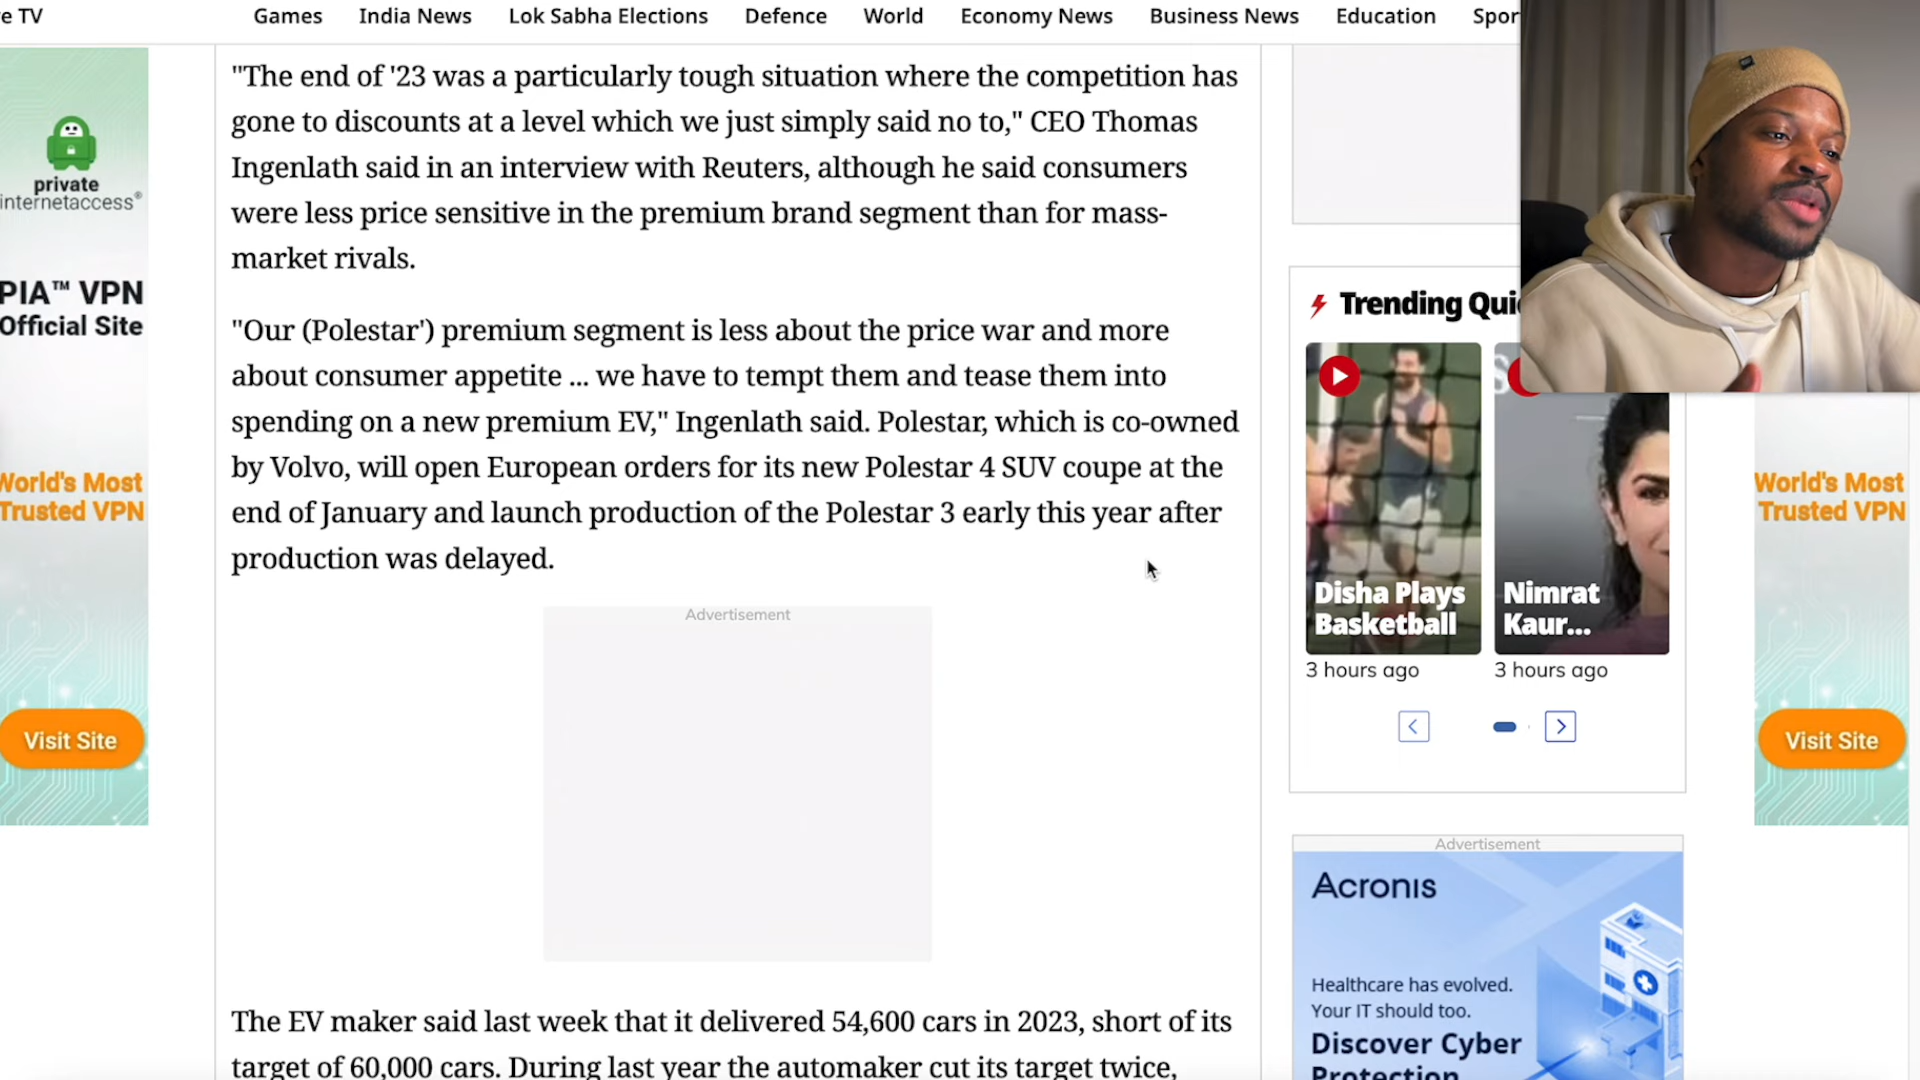 e TV
Games
India News
Lok Sabha Elections
Defence
World
Economy News
Business News
Education
"The end of '23 was a particularly tough situation where the competition has
gone to discounts at a level which we just simply said no to," CEO Thomas
Ingenlath said in an interview with Reuters, although he said consumers
were less price sensitive in the premium brand segment than for mass-
market rivals.
"Our (Polestar') premium segment is less about the price war and more
about consumer appetite ... we have to tempt them and tease them into
spending on a new premium EV," Ingenlath said. Polestar, which is co-owned
by Volvo, will open European orders for its new Polestar 4 SUV coupe at the
end of January and launch production of the Polestar 3 early this year after
production was delayed.
Advertisement
The EV maker said last week that it delivered 54,600 cars in 2023, short of its
target of 60,000 cars. During last year the automaker cut its target twice,
private
internetaccess®
PIA™ VPN
Official Site
World's Most
Trusted VPN
Visit Site
Trending
Disha Plays
Basketball
3 hours ago
Nimrat
Kaur...
3 hours ago
Advertisement
Acronis
Healthcare has evolved.
Your IT should too.
Discover Cyber
Protection
World's Most
Trusted VPN
Visit Site